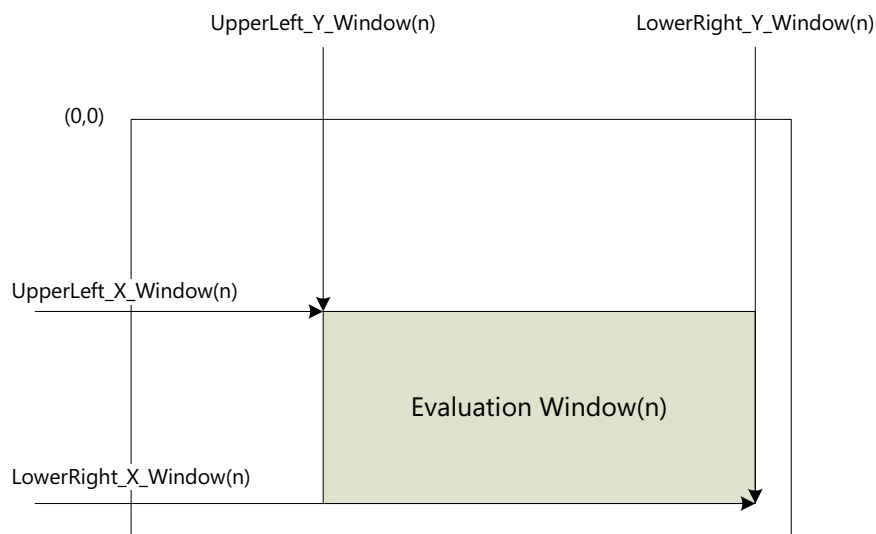 UpperLeft_Y_Window(n)
LowerRight_Y_Window(n)
(0,0)
UpperLeft_X_Window(n)
Evaluation Window(n)
LowerRight_X_Window(n)